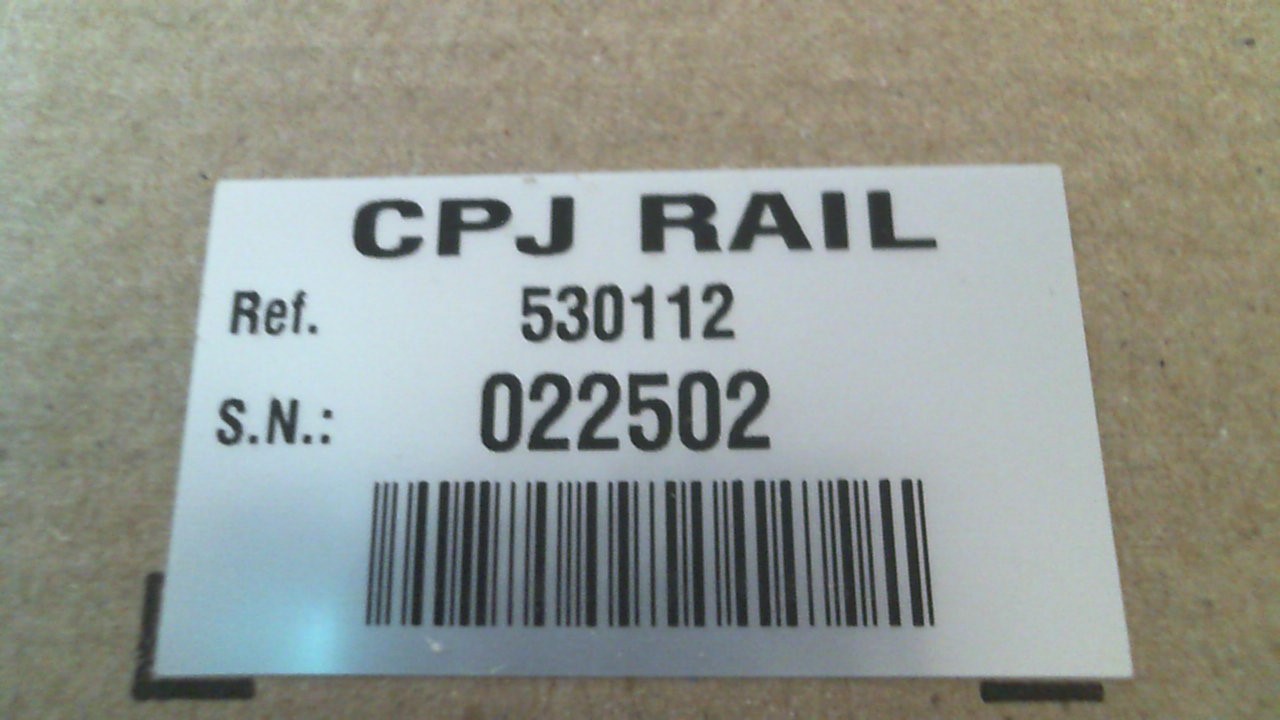 CPJ RAIL
Ref. 530112
S.N.: 022502